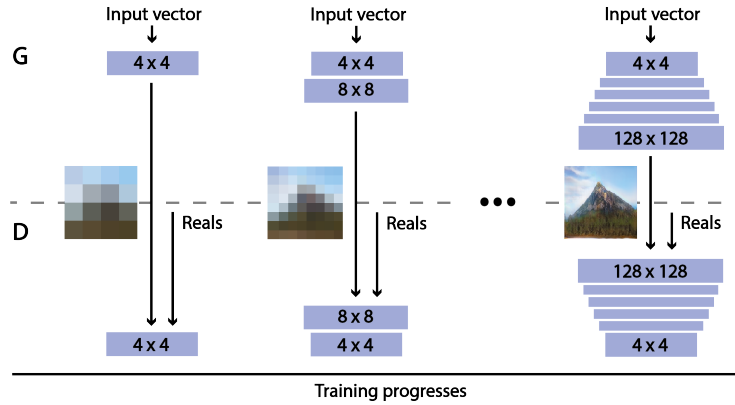 Input vector
Input vector
Input vector
G
4 x 4
4 x 4
4 x 4
8 x 8
128 x 128
•••
D
Reals
Reals
Reals
128 x 128
8 x 8
4 x 4
4 x 4
4 x 4
Training progresses